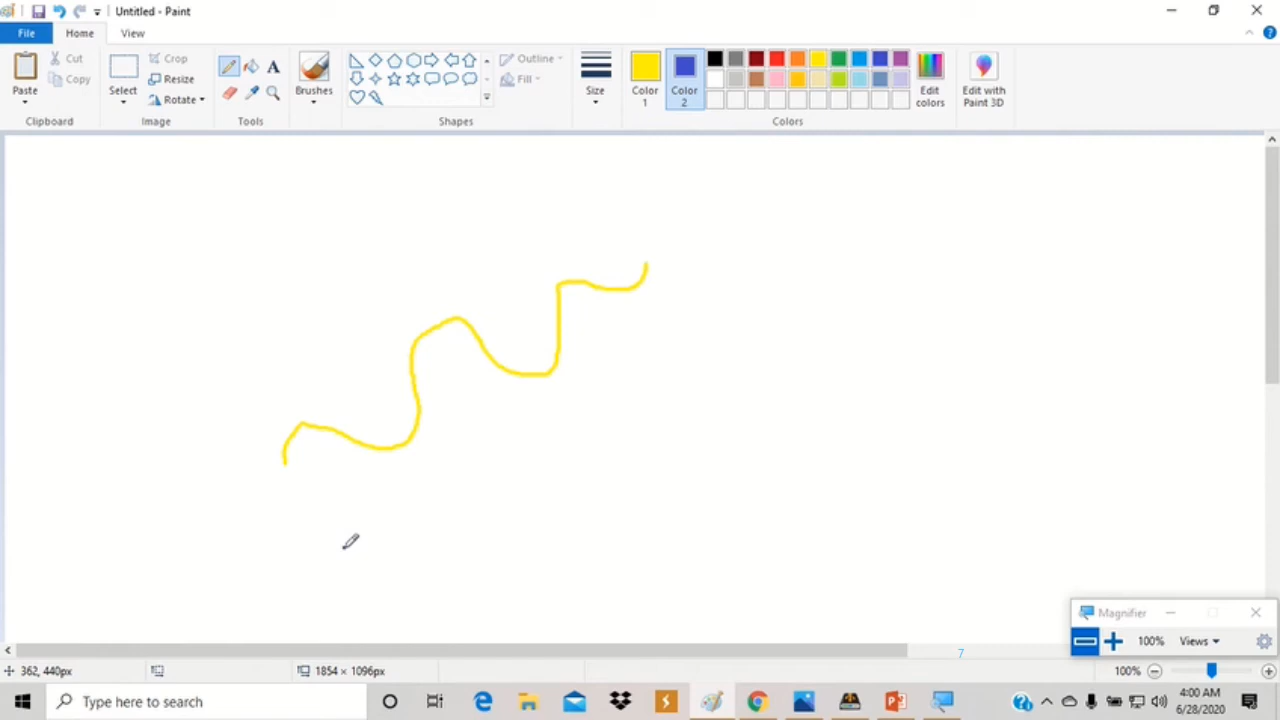 Untitled - Paint
File Home View
Paste
Cut
Copy
Clipboard
Select
Crop
Resize
Rotate
Image
A
Tools
Brushes
Shapes
Outline
Fill
Size
Color 1
Color 2
Colors
Edit colors
Edit with Paint 3D
Magnifier
100% Views
7
362, 440px
1854 × 1096px
100%
Type here to search
4:00 AM
6/28/2020